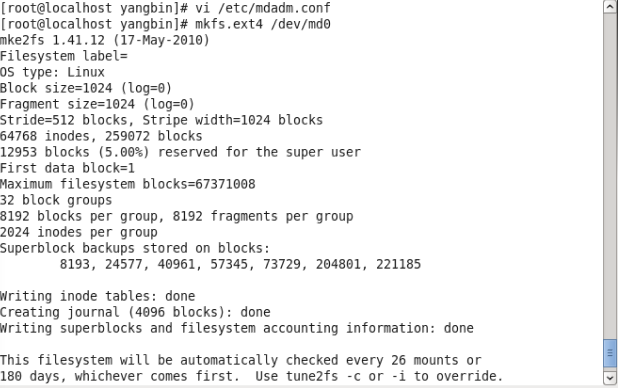 [root@localhost yangbin]# vi /etc/mdadm.conf
[root@localhost yangbin]# mkfs.ext4 /dev/md0
mke2fs 1.41.12 (17-May-2010)
Filesystem label=
OS type: Linux
Block size=1024 (log=0)
Fragment size=1024 (log=0)
Stride=512 blocks, Stripe width=1024 blocks
64768 inodes, 259072 blocks
12953 blocks (5.00%) reserved for the super user
First data block=1
Maximum filesystem blocks=67371008
32 block groups
8192 blocks per group, 8192 fragments per group
2024 inodes per group
Superblock backups stored on blocks:
        8193, 24577, 40961, 57345, 73729, 204801, 221185
Writing inode tables: done
Creating journal (4096 blocks): done
Writing superblocks and filesystem accounting information: done
This filesystem will be automatically checked every 26 mounts or
180 days, whichever comes first.  Use tune2fs -c or -i to override.